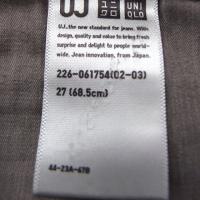 UJ ユニクロ UNIQLO
UJ, the new standard for jeans. With
design, quality and value to bring fresh
surprise and delight to people world-
wide. Jean innovation, from Japan.
226-061754(02-03)
27 (68.5cm)
44-23A-67B